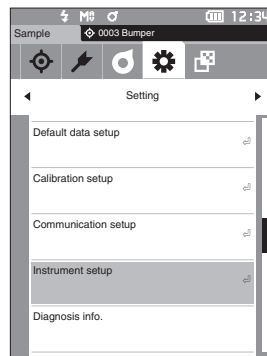 12:34
Sample
0003 Bumper
Setting
Default data setup
Calibration setup
Communication setup
Instrument setup
Diagnosis info.